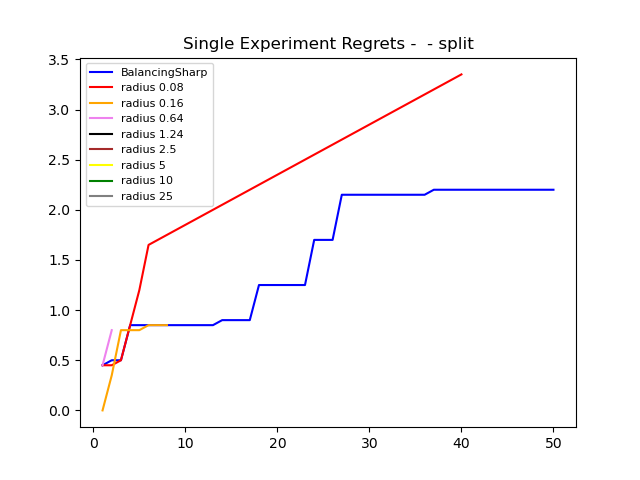 Single Experiment Regrets -  - split
3.5
3.0
2.5
2.0
1.5
1.0
0.5
0.0
BalancingSharp
radius 0.08
radius 0.16
radius 0.64
radius 1.24
radius 2.5
radius 5
radius 10
radius 25
0 10 20 30 40 50